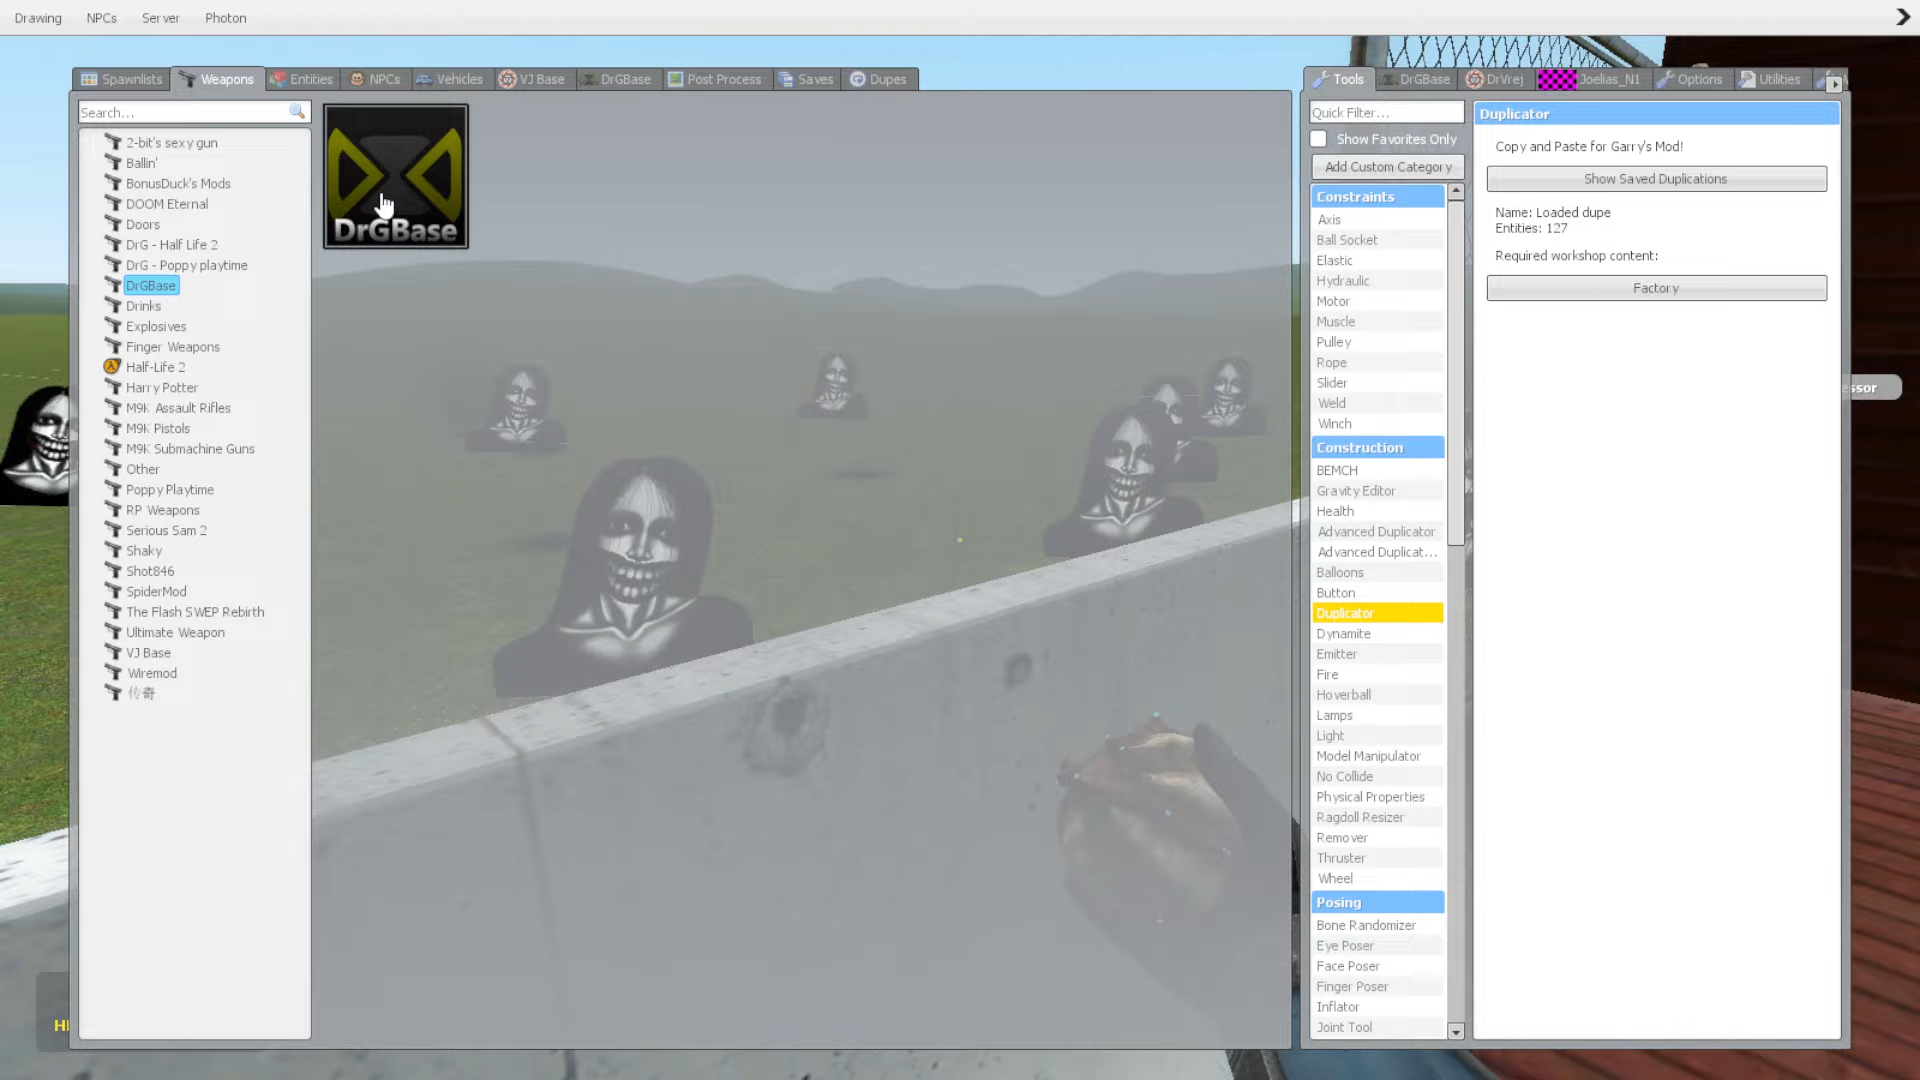 Drawing NPCs Server Photon
Spawnlists Weapons Entities NPCs Vehicles VJ Base DrGBase Post Process Saves Dupes
Search...
2-bit's sexy gun
Ballin'
BonusDuck's Mods
DOOM Eternal
Doors
DrG - Half Life 2
DrG - Poppy playtime
DrGBase
Drinks
Explosives
Finger Weapons
Half-Life 2
Harry Potter
M9K Assault Rifles
M9K Pistols
M9K Submachine Guns
Other
Poppy Playtime
RP Weapons
Serious Sam 2
Shaky
Shot846
SpiderMod
The Flash SWEP Rebirth
Ultimate Weapon
VJ Base
Wiremod
传奇
DrGBase
Tools DrGBase DrVrej Joelias_N1 Options Utilities
Quick Filter...
Show Favorites Only
Add Custom Category
Constraints
Axis
Ball Socket
Elastic
Hydraulic
Motor
Muscle
Pulley
Rope
Slider
Weld
Winch
Construction
BEMCH
Gravity Editor
Health
Advanced Duplicator
Advanced Duplicat...
Balloons
Button
Duplicator
Dynamite
Emitter
Fire
Hoverball
Lamps
Light
Model Manipulator
No Collide
Physical Properties
Ragdoll Resizer
Remover
Thruster
Wheel
Posing
Bone Randomizer
Eye Poser
Face Poser
Finger Poser
Inflator
Joint Tool
Duplicator
Copy and Paste for Garry's Mod!
Show Saved Duplications
Name: Loaded dupe
Entities: 127
Required workshop content:
Factory
ssor